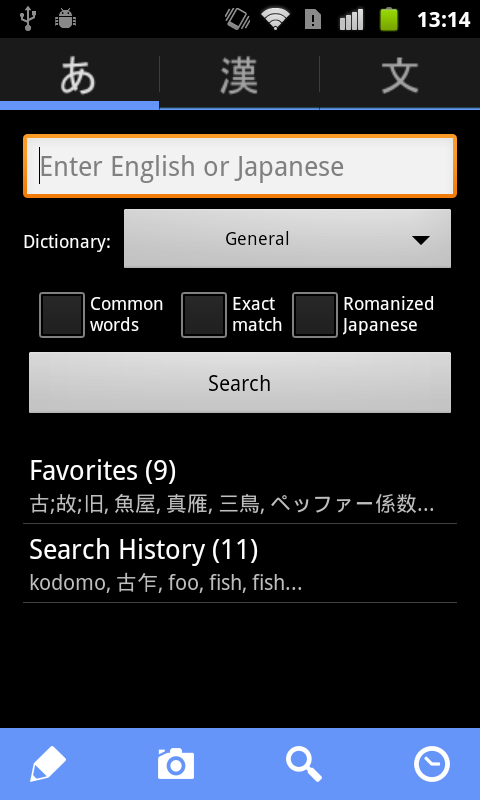 13:14
あ 漢 文
Enter English or Japanese
Dictionary: General
Common words
Exact match
Romanized Japanese
Search
Favorites (9)
古;故;旧, 魚屋, 真雁, 三鳥, ペッファー係数...
Search History (11)
kodomo, 古乍, foo, fish, fish...